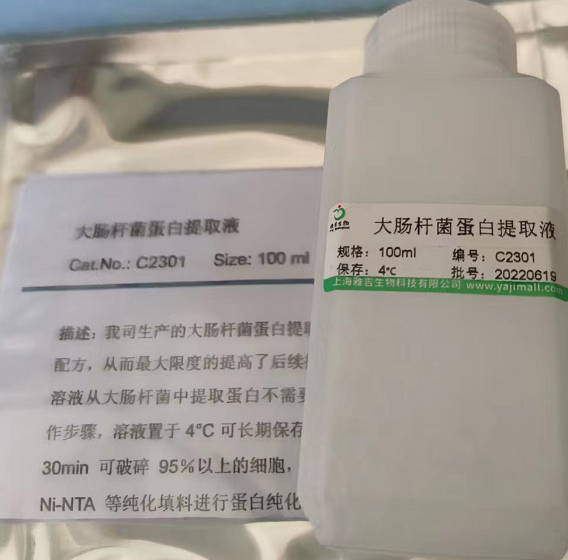 大肠杆菌蛋白提取液
Cat.No.: C2301 Size: 100 ml
描述：我司生产的大肠杆菌蛋白提
配方，从而最大限度的提高了后续
溶液从大肠杆菌中提取蛋白不需
作步骤，溶液置于 4°C 可长期保存
30min 可破碎 95%以上的细胞，
Ni-NTA 等纯化填料进行蛋白纯化
大肠杆菌蛋白提取液
规格：100ml 编号：C2301
保存：4℃ 批号：20220619
上海雅吉生物科技有限公司 www.yajimall.com